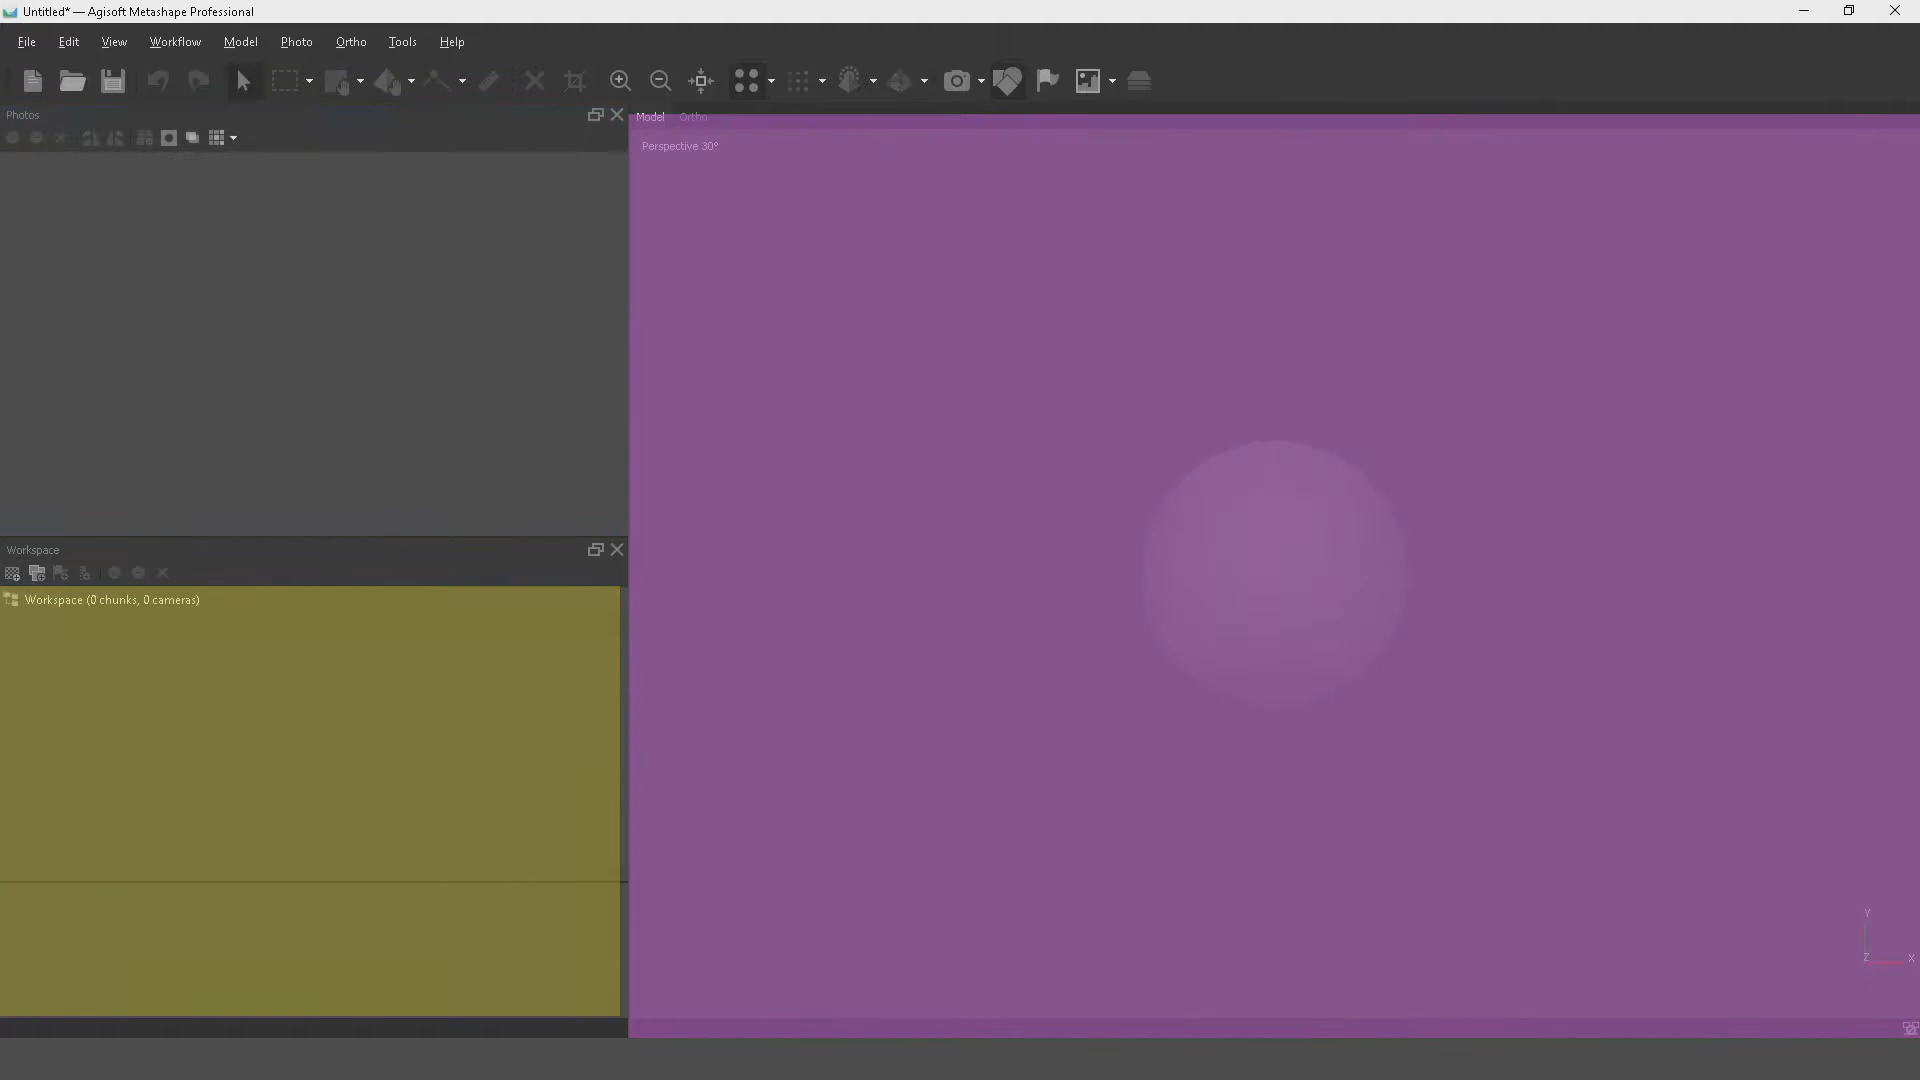 Untitled* — Agisoft Metashape Professional
File Edit View Workflow Model Photo Ortho Tools Help
Photos
Model Ortho
Perspective 30°
Workspace
Workspace (0 chunks, 0 cameras)
Y
Z X